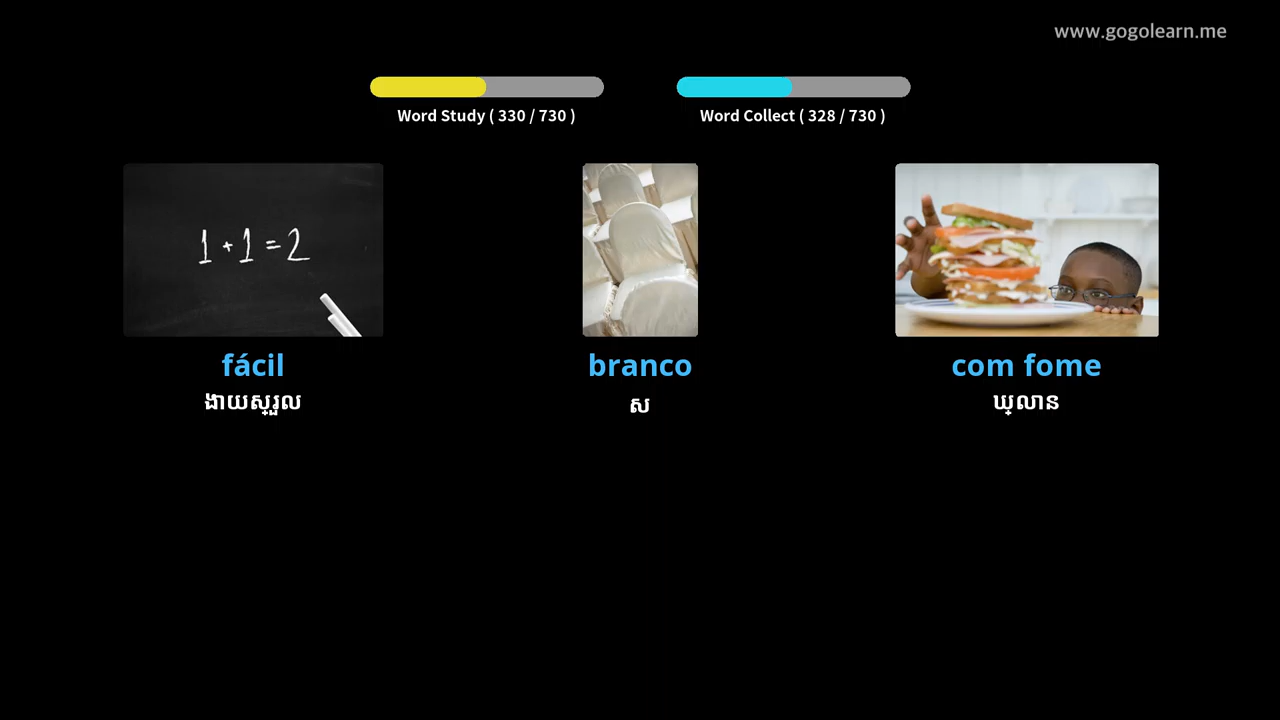 www.gogolearn.me
Word Study ( 330 / 730 )
Word Collect ( 328 / 730 )
1 + 1 = 2
fácil
branco
com fome
ងាយស្រួល
ស
ឃ្លាន